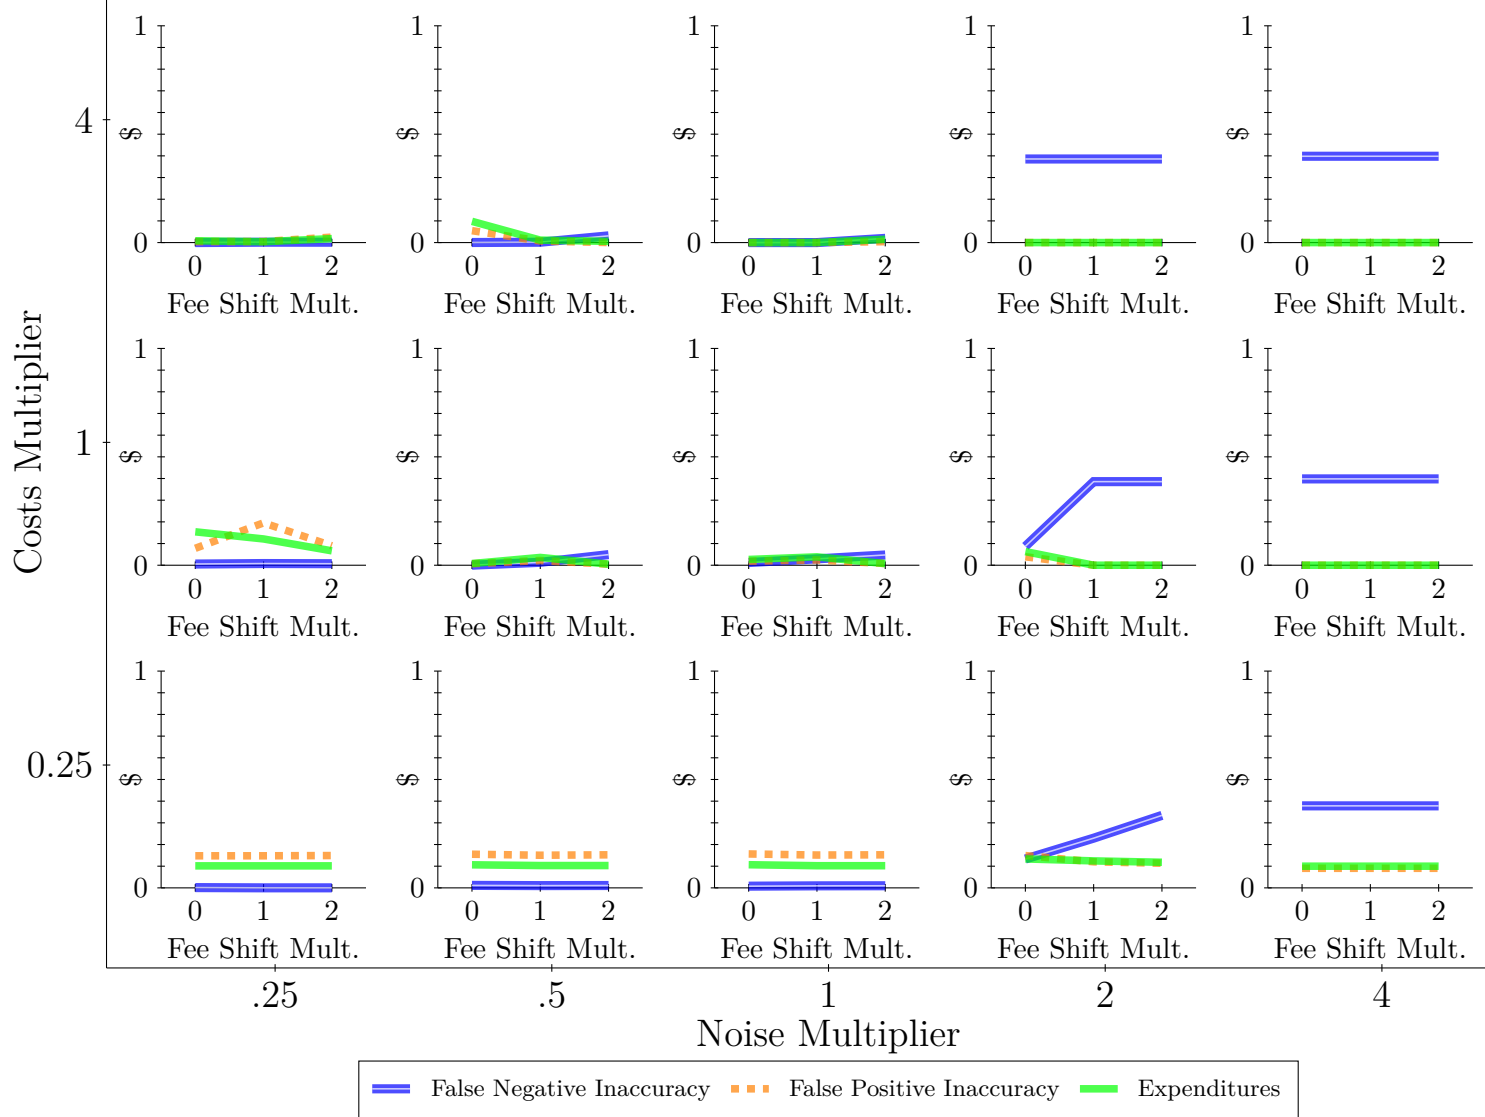 1
1
1
1
1
4
$
$
$
$
$
0
0
0
0
0
0 1 2
0 1 2
0 1 2
0 1 2
0 1 2
Fee Shift Mult.
Fee Shift Mult.
Fee Shift Mult.
Fee Shift Mult.
Fee Shift Mult.
Costs Multiplier
1
1
1
1
1
1
$
$
$
$
$
0
0
0
0
0
0 1 2
0 1 2
0 1 2
0 1 2
0 1 2
Fee Shift Mult.
Fee Shift Mult.
Fee Shift Mult.
Fee Shift Mult.
Fee Shift Mult.
1
1
1
1
1
0.25
$
$
$
$
$
0
0
0
0
0
0 1 2
0 1 2
0 1 2
0 1 2
0 1 2
Fee Shift Mult.
Fee Shift Mult.
Fee Shift Mult.
Fee Shift Mult.
Fee Shift Mult.
.25 .5 1 2 4
Noise Multiplier
False Negative Inaccuracy False Positive Inaccuracy Expenditures